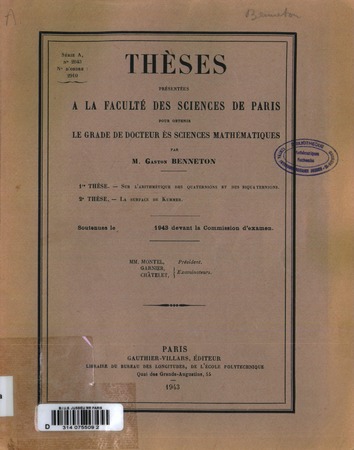 Benneton
Série A,
N° d'ordre :
THÈSES
PRÉSENTÉES
A LA FACULTÉ DES SCIENCES DE PARIS
POUR OBTENIR
LE GRADE DE DOCTEUR ÈS SCIENCES MATHÉMATIQUES
PAR
M. Gaston BENNETON
1re THÈSE. — Sur l'arithmétique des quaternions et des biquaternions.
2e THÈSE. — La surface de Kummer.
Soutenues le 1943 devant la Commission d'examen.
MM. MONTEL, Président.
GARNIER,
CHÂTELET, Examinateurs.
PARIS
GAUTHIER-VILLARS, ÉDITEUR
LIBRAIRE DU BUREAU DES LONGITUDES, DE L'ÉCOLE POLYTECHNIQUE
Quai des Grands-Augustins, 55
1943
D 314 075509 2